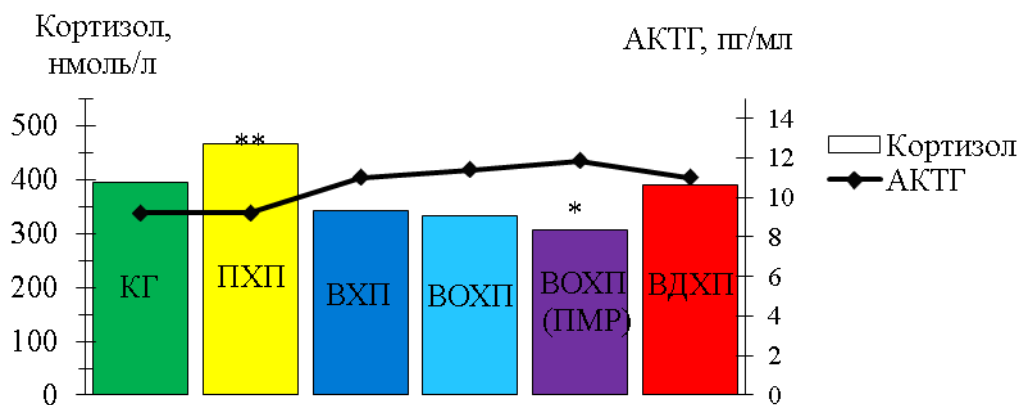 Кортизол,
нмоль/л
АКТГ, пг/мл
500
400
300
200
100
0
**
*
КГ
ПХП
ВХП
ВОХП
ВОХП
(ПМР)
ВДХП
14
12
10
8
6
4
2
0
Кортизол
АКТГ